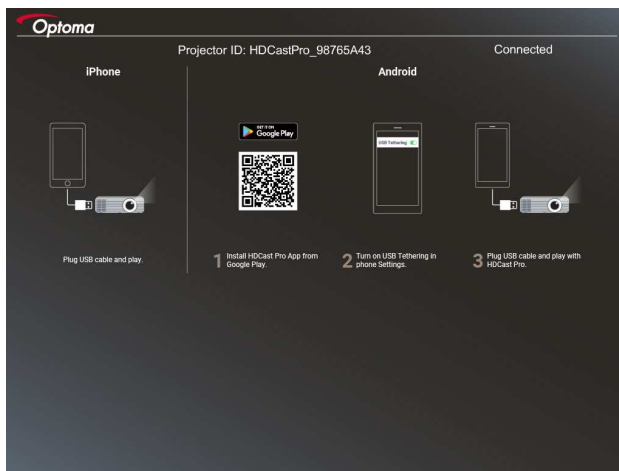 Optoma
Projector ID: HDCastPro_98765A43
Connected
iPhone
Android
GET IT ON
Google Play
USB Tethering
Plug USB cable and play.
1 Install HDCast Pro App from
Google Play.
2 Turn on USB Tethering in
phone Settings.
3 Plug USB cable and play with
HDCast Pro.